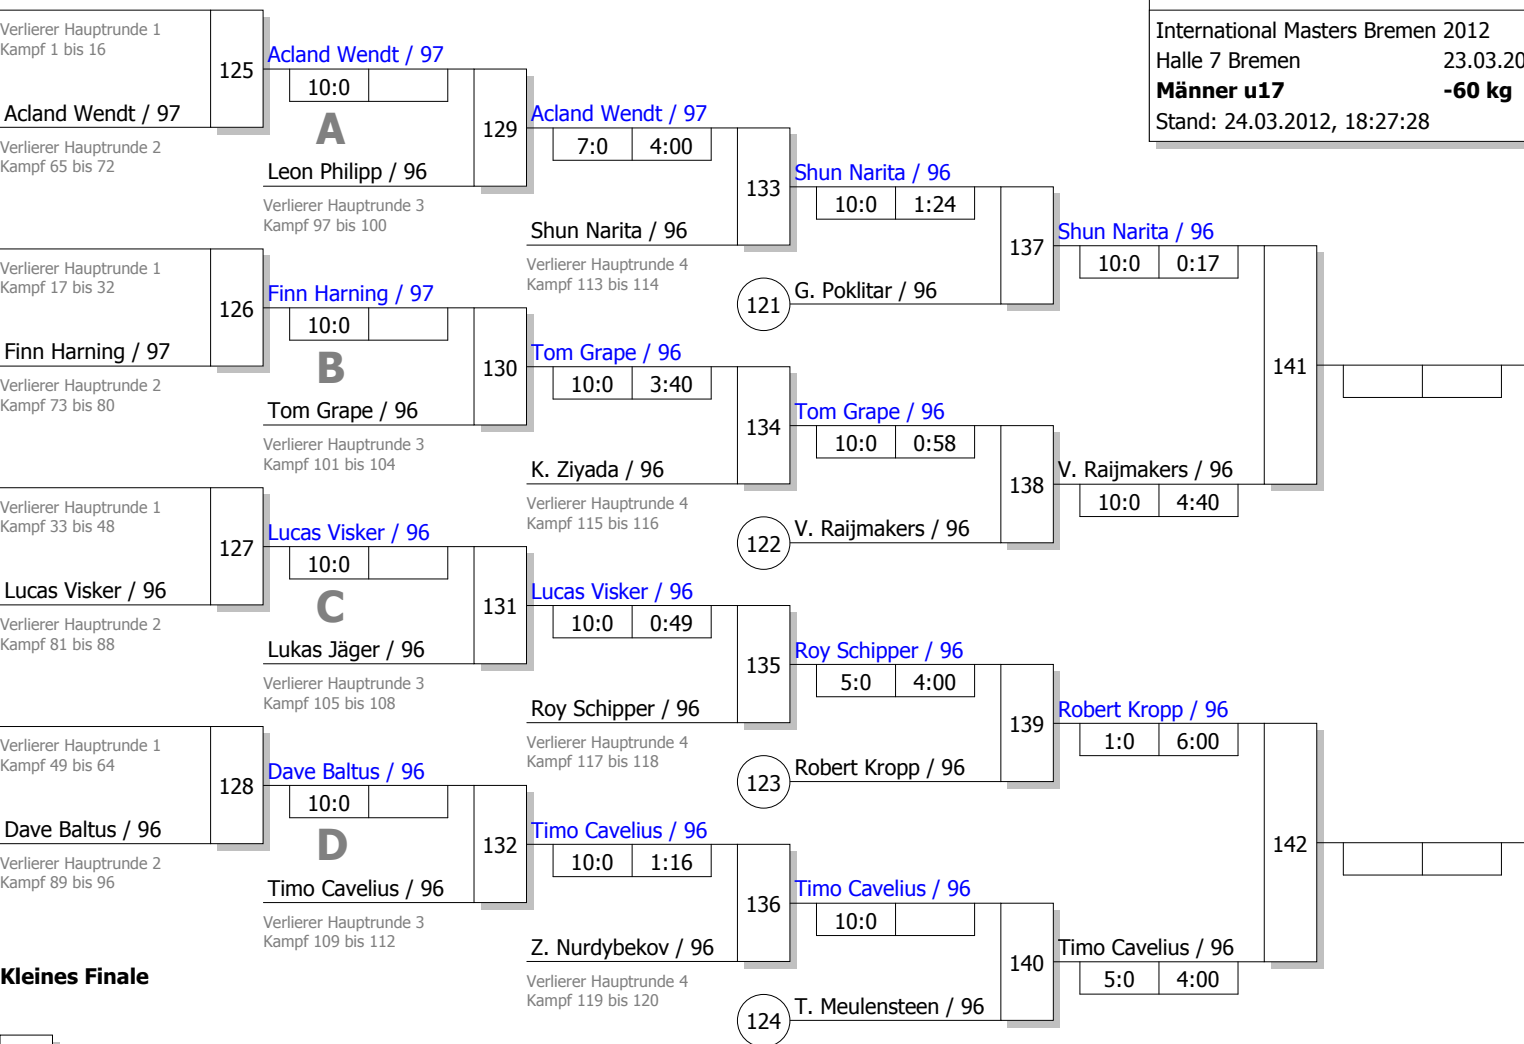 International Masters Bremen 2012
Halle 7 Bremen 23.03.20
Männer u17 -60 kg
Stand: 24.03.2012, 18:27:28
Verlierer Hauptrunde 1
Kampf 1 bis 16
125
Acland Wendt / 97
Verlierer Hauptrunde 2
Kampf 65 bis 72
Verlierer Hauptrunde 1
Kampf 17 bis 32
126
Finn Harning / 97
Verlierer Hauptrunde 2
Kampf 73 bis 80
Verlierer Hauptrunde 1
Kampf 33 bis 48
127
Lucas Visker / 96
Verlierer Hauptrunde 2
Kampf 81 bis 88
Verlierer Hauptrunde 1
Kampf 49 bis 64
128
Dave Baltus / 96
Verlierer Hauptrunde 2
Kampf 89 bis 96
Kleines Finale
Acland Wendt / 97
10:0
A
129
Leon Philipp / 96
Verlierer Hauptrunde 3
Kampf 97 bis 100
Finn Harning / 97
10:0
B
130
Tom Grape / 96
Verlierer Hauptrunde 3
Kampf 101 bis 104
Lucas Visker / 96
10:0
C
131
Lukas Jäger / 96
Verlierer Hauptrunde 3
Kampf 105 bis 108
Dave Baltus / 96
10:0
D
132
Timo Cavelius / 96
Verlierer Hauptrunde 3
Kampf 109 bis 112
Acland Wendt / 97
7:0 4:00
133
Shun Narita / 96
Verlierer Hauptrunde 4
Kampf 113 bis 114
Tom Grape / 96
10:0 3:40
134
K. Ziyada / 96
Verlierer Hauptrunde 4
Kampf 115 bis 116
Lucas Visker / 96
10:0 0:49
135
Roy Schipper / 96
Verlierer Hauptrunde 4
Kampf 117 bis 118
Timo Cavelius / 96
10:0 1:16
136
Z. Nurdybekov / 96
Verlierer Hauptrunde 4
Kampf 119 bis 120
Shun Narita / 96
10:0 1:24
137
121 G. Poklitar / 96
Tom Grape / 96
10:0 0:58
138
122 V. Raijmakers / 96
Roy Schipper / 96
5:0 4:00
139
123 Robert Kropp / 96
Timo Cavelius / 96
10:0
140
124 T. Meulensteen / 96
Shun Narita / 96
10:0 0:17
141
V. Raijmakers / 96
10:0 4:40
Robert Kropp / 96
1:0 6:00
142
Timo Cavelius / 96
5:0 4:00